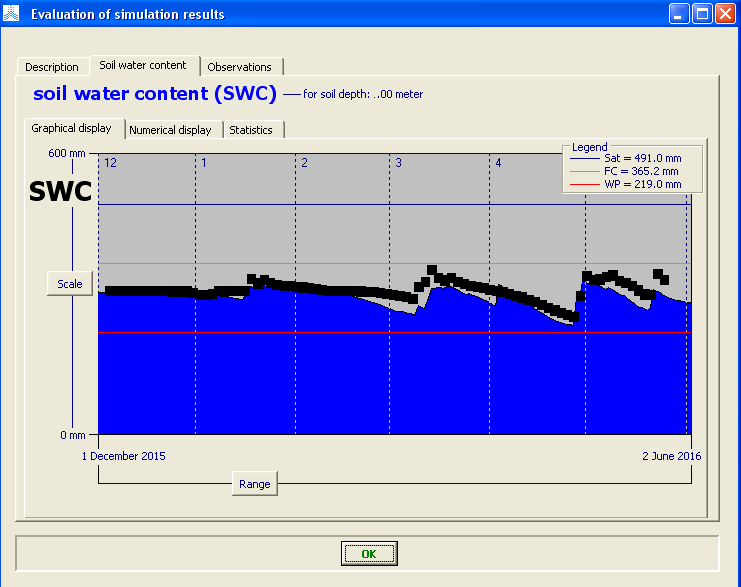 Evaluation of simulation results
Description Soil water content Observations
soil water content (SWC) for soil depth: ..00 meter
Graphical display Numerical display Statistics
600 mm
12 1 2 3 4
Legend
Sat = 491.0 mm
FC = 365.2 mm
WP = 219.0 mm
SWC
Scale
0 mm
1 December 2015 2 June 2016
Range
OK